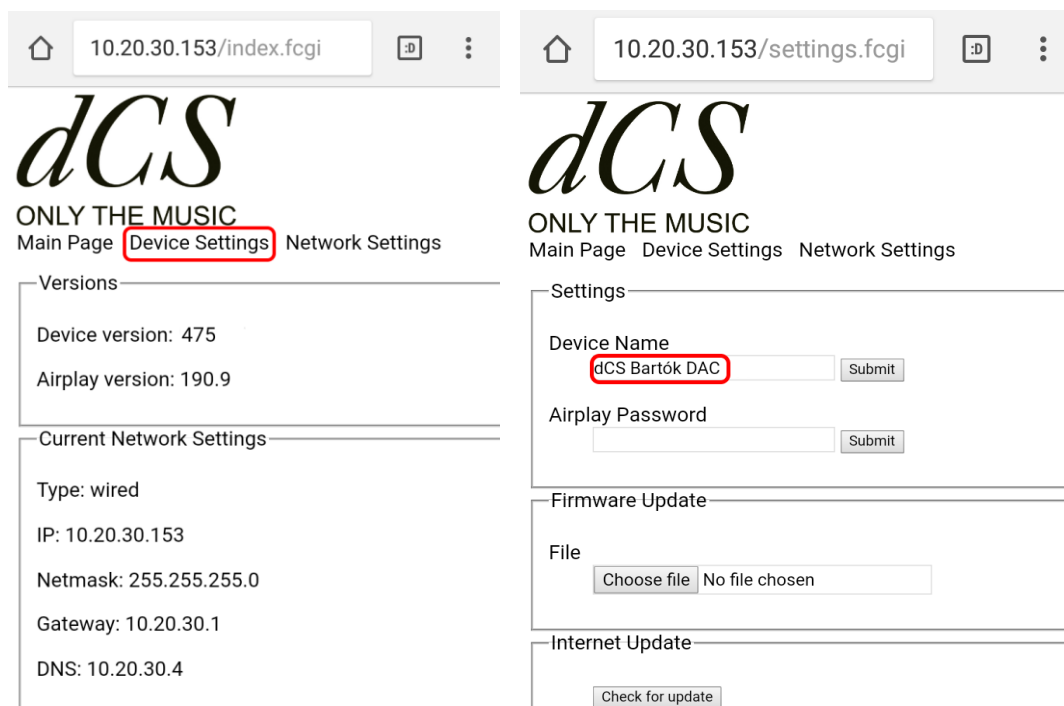 10.20.30.153/index.fcgi
:D
dCS
ONLY THE MUSIC
Main Page Device Settings Network Settings
Versions
Device version: 475
Airplay version: 190.9
Current Network Settings
Type: wired
IP: 10.20.30.153
Netmask: 255.255.255.0
Gateway: 10.20.30.1
DNS: 10.20.30.4
10.20.30.153/settings.fcgi
:D
dCS
ONLY THE MUSIC
Main Page Device Settings Network Settings
Settings
Device Name
dCS Bartók DAC Submit
Airplay Password
Submit
Firmware Update
File
Choose file No file chosen
Internet Update
Check for update